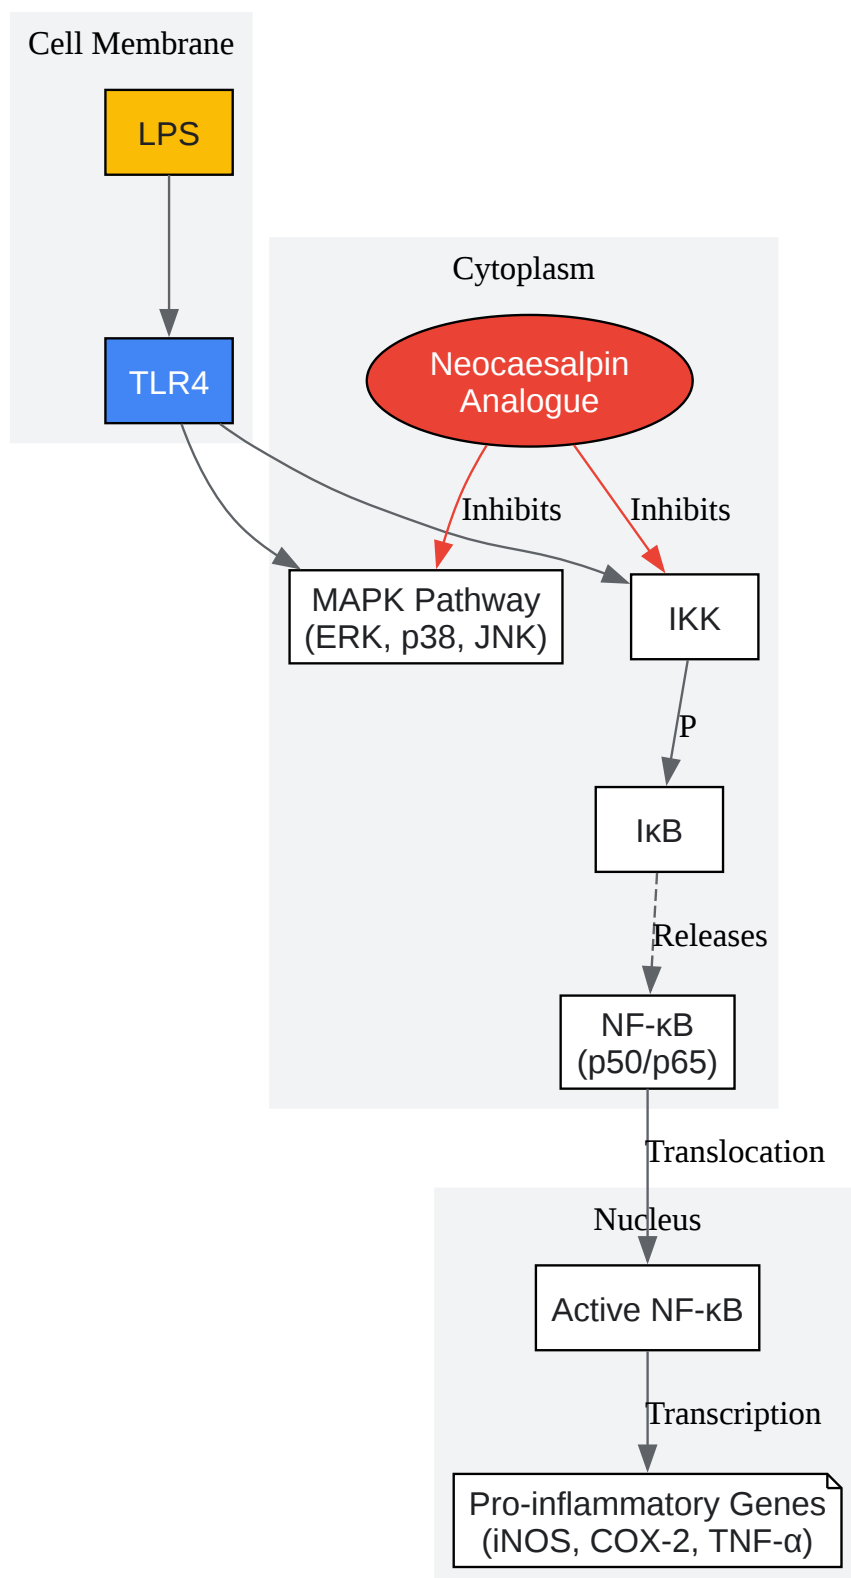 Cell Membrane
LPS
TLR4
Cytoplasm
Neocaesalpin
Analogue
Inhibits
Inhibits
MAPK Pathway
(ERK, p38, JNK)
IKK
P
IκB
Releases
NF-κB
(p50/p65)
Translocation
Nucleus
Active NF-κB
Transcription
Pro-inflammatory Genes
(iNOS, COX-2, TNF-α)